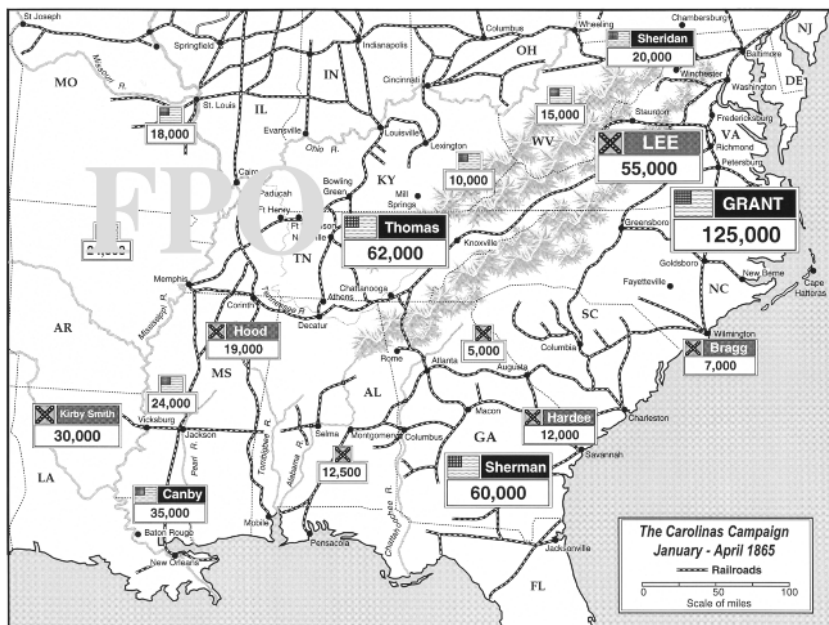 St Joseph
Columbus
Wheeling
Chambersburg
NJ
Springfield
Indianapolis
OH
Sheridan
20,000
Baltimore
MO
Missouri R.
IN
Cincinnati
Winchester
DE
Washington
St. Louis
IL
15,000
Staunton
Fredericksburg
18,000
Evansville
Louisville
Lexington
WV
LEE
55,000
VA
Richmond
Ohio R.
Petersburg
FPO
Cairo
Paducah
Bowling
Green
KY
Mill
Springs
10,000
GRANT
125,000
Ft Henry
Thomas
62,000
Greensboro
TN
Knoxville
Goldsboro
New Berne
Memphis
Chattanooga
Fayetteville
NC
Cape
Hatteras
Corinth
Tennessee R.
Athens
Decatur
SC
AR
Mississippi R.
Hood
19,000
5,000
Wilmington
Rome
Columbia
Bragg
7,000
MS
AL
Atlanta
Augusta
24,000
Kirby Smith
30,000
Vicksburg
Jackson
Selma
Montgomery
Columbus
Macon
Hardee
12,000
Charleston
GA
LA
Pearl R.
Tombigbee R.
Alabama R.
12,500
Sherman
60,000
Savannah
Canby
35,000
Chattahoochee R.
Baton Rouge
Mobile
Pensacola
New Orleans
Jacksonville
FL
The Carolinas Campaign
January - April 1865
Railroads
0 50 100
Scale of miles